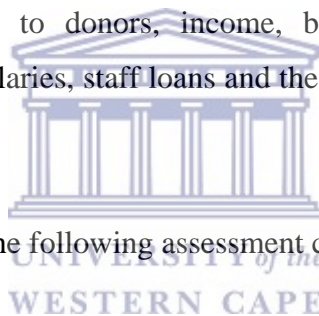 to donors, income, b
laries, staff loans and the
he following assessment c
UNIVERSITY of the
WESTERN CAPE